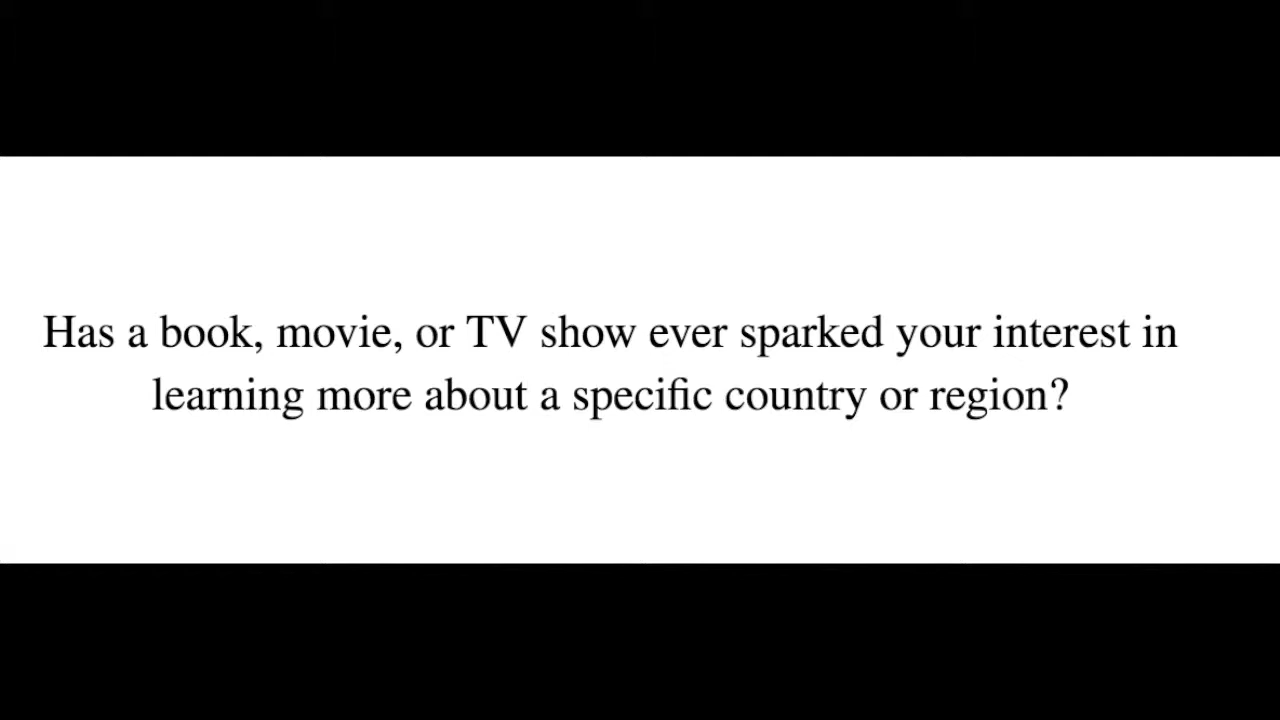 Has a book, movie, or TV show ever sparked your interest in
learning more about a specific country or region?